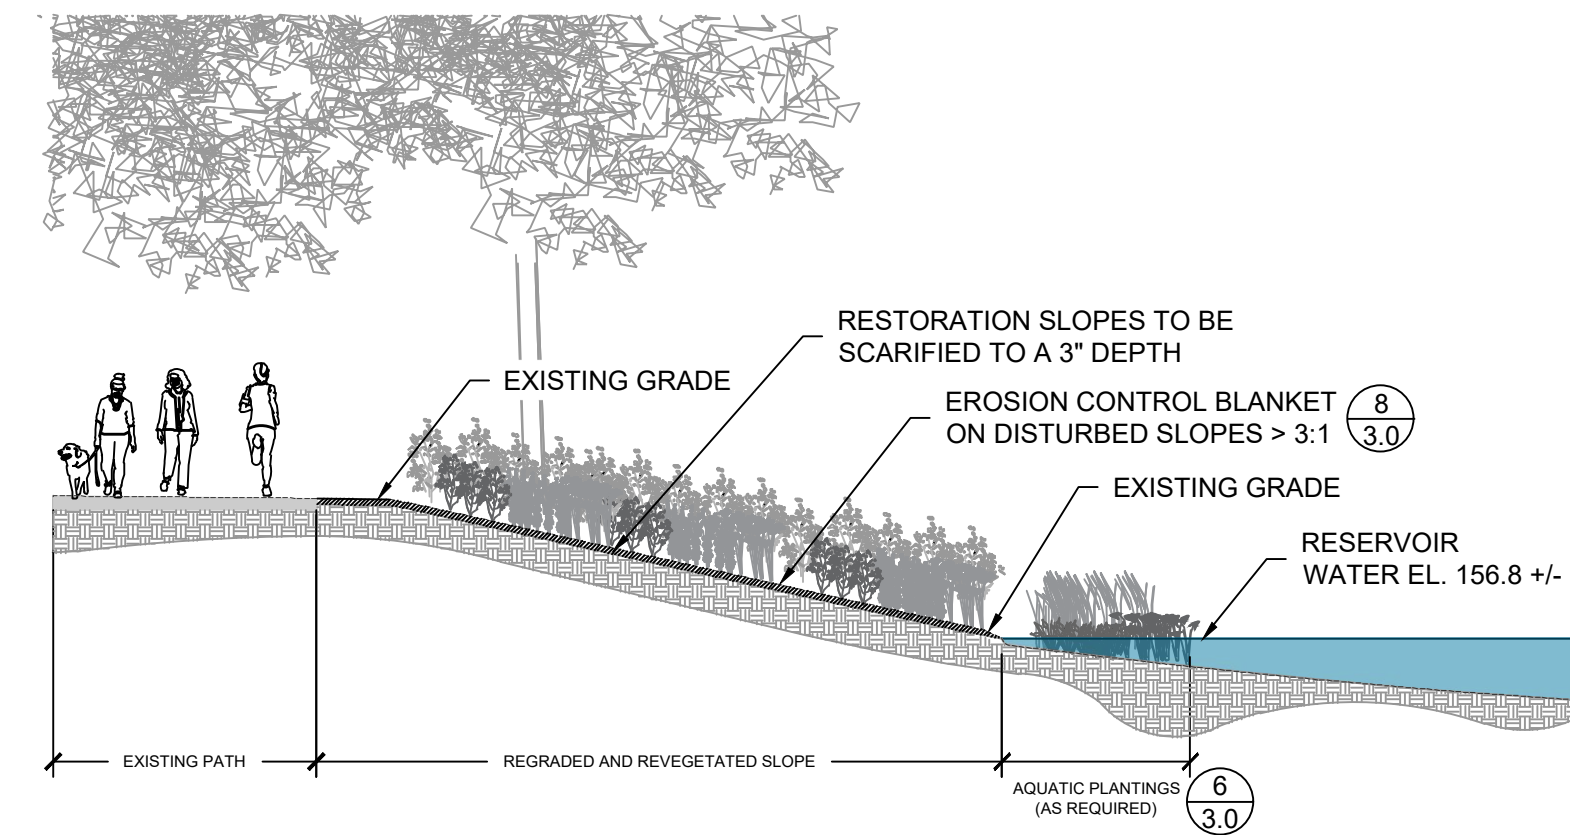 RESTORATION SLOPES TO BE
SCARIFIED TO A 3" DEPTH
EXISTING GRADE
EROSION CONTROL BLANKET
ON DISTURBED SLOPES > 3:1
8
3.0
EXISTING GRADE
RESERVOIR
WATER EL. 156.8 +/-
EXISTING PATH
REGRADED AND REVEGETATED SLOPE
AQUATIC PLANTINGS
(AS REQUIRED)
6
3.0